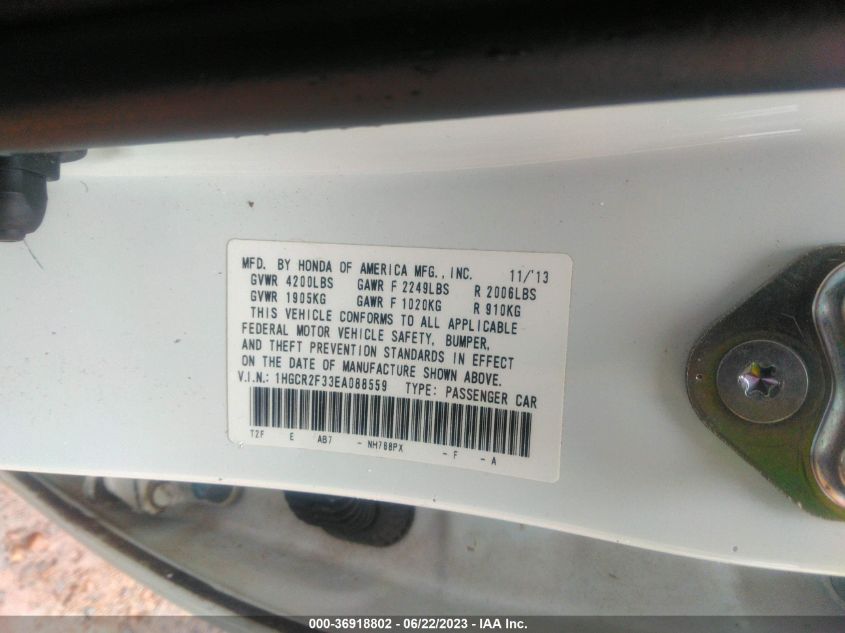 MFD. BY HONDA OF AMERICA MFG., INC. 11/'13
GVWR 4200LBS GAWR F 2249LBS R 2006LBS
GVWR 1905KG GAWR F 1020KG R 910KG
THIS VEHICLE CONFORMS TO ALL APPLICABLE
FEDERAL MOTOR VEHICLE SAFETY, BUMPER,
AND THEFT PREVENTION STANDARDS IN EFFECT
ON THE DATE OF MANUFACTURE SHOWN ABOVE.
V.I.N.: 1HGCR2F33EA088559 TYPE: PASSENGER CAR
T2F E AB7 - NH788PX - F - A
000-36918802 - 06/22/2023 - IAA Inc.